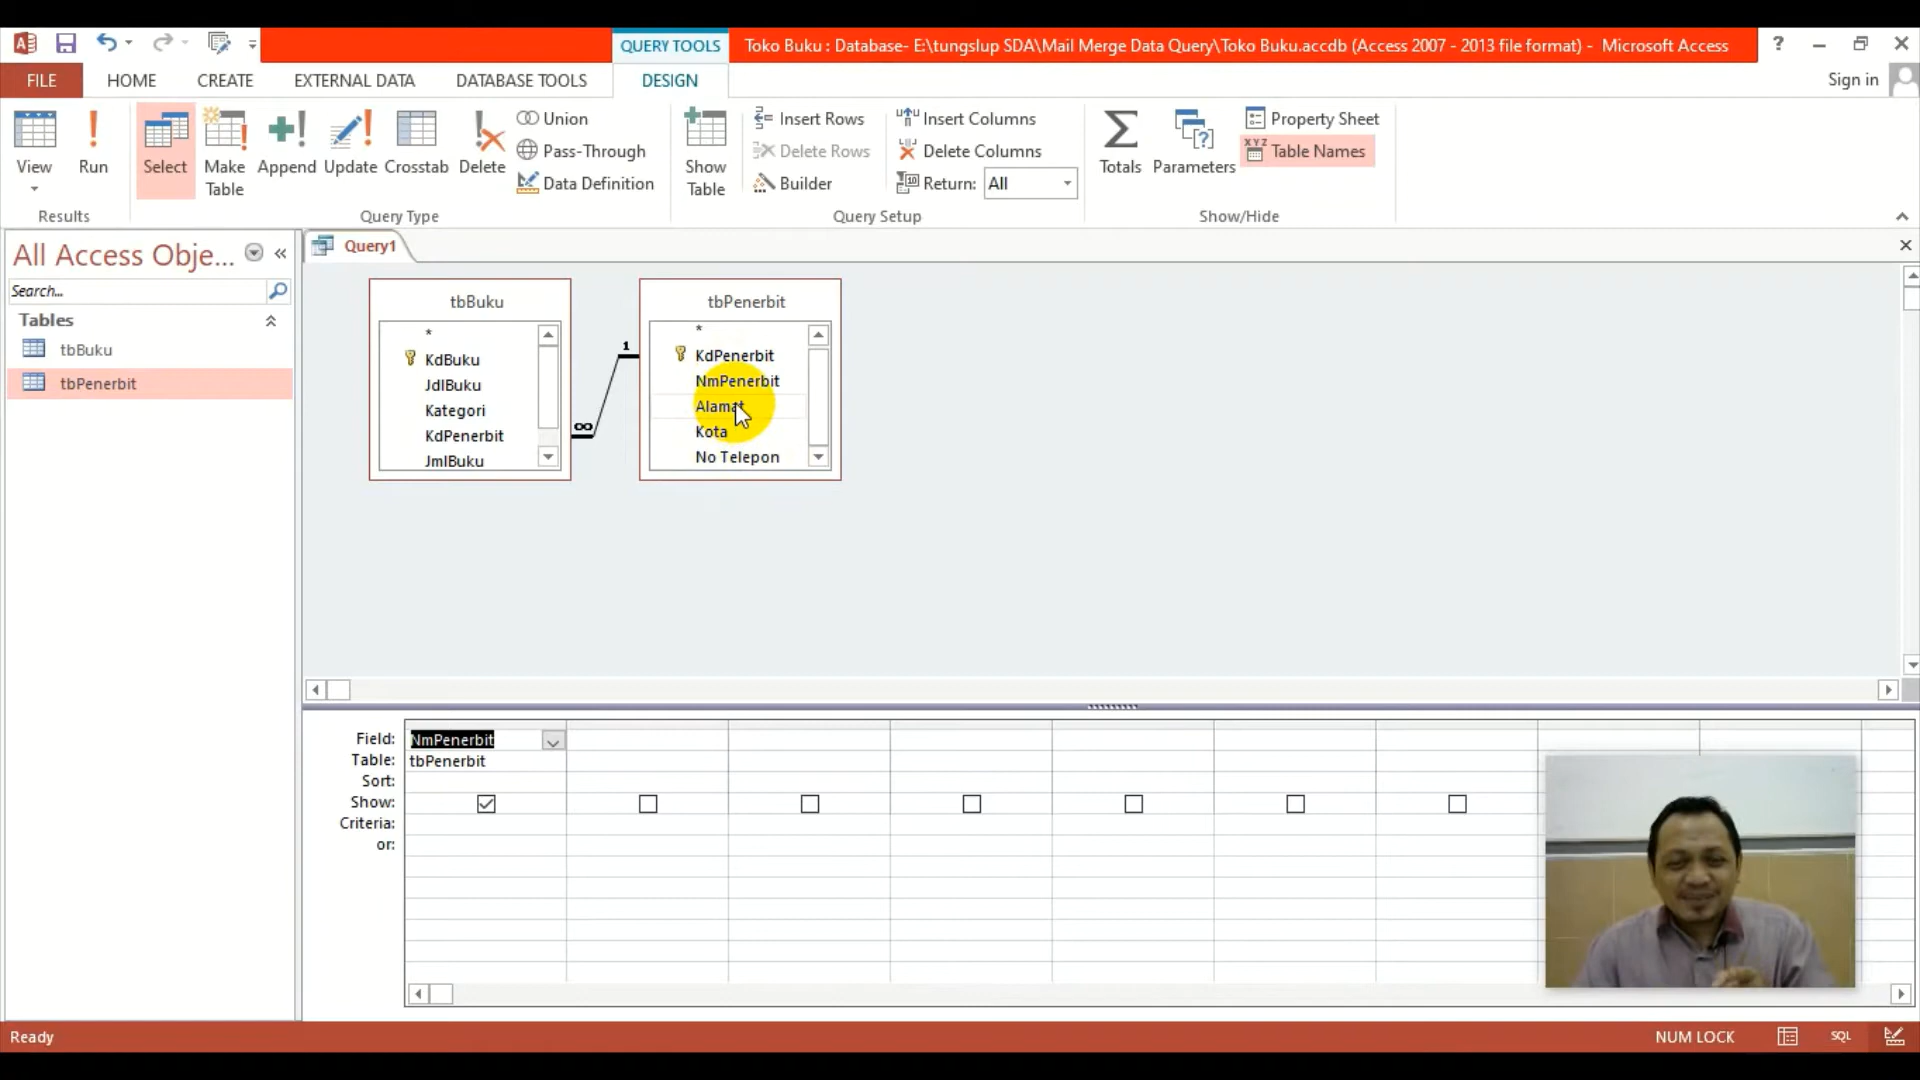 QUERY TOOLS
Toko Buku : Database- E:\tungslup SDA\Mail Merge Data Query\Toko Buku.accdb (Access 2007 - 2013 file format) - Microsoft Access
?
FILE
HOME
CREATE
EXTERNAL DATA
DATABASE TOOLS
DESIGN
Sign in
View
Run
Select
Make Table
Append
Update
Crosstab
Delete
Union
Pass-Through
Data Definition
Show Table
Insert Rows
Delete Rows
Builder
Insert Columns
Delete Columns
Return: All
Totals
Parameters
Property Sheet
Table Names
Results
Query Type
Query Setup
Show/Hide
All Access Obje...
Search...
Tables
tbBuku
tbPenerbit
Query1
tbBuku
*
KdBuku
JdlBuku
Kategori
KdPenerbit
JmlBuku
1
∞
tbPenerbit
*
KdPenerbit
NmPenerbit
Alamat
Kota
No Telepon
Field: NmPenerbit
Table: tbPenerbit
Sort:
Show:
Criteria:
or:
Ready
NUM LOCK
SQL